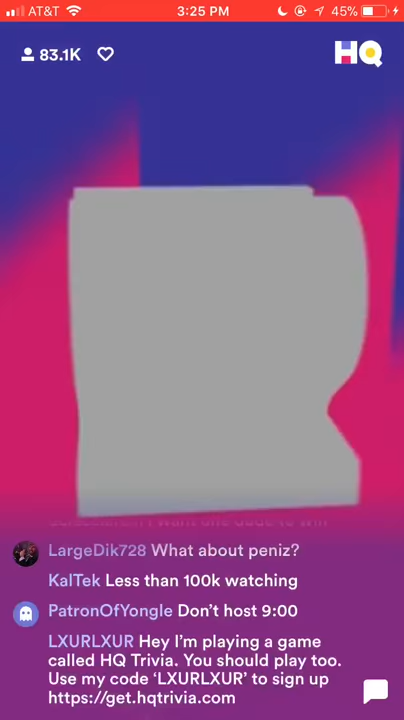 AT&T 3:25 PM 45%
83.1K HQ
LargeDik728 What about peniz?
KalTek Less than 100k watching
PatronOfYongle Don’t host 9:00
LXURLXUR Hey I’m playing a game
called HQ Trivia. You should play too.
Use my code ‘LXURLXUR’ to sign up
https://get.hqtrivia.com